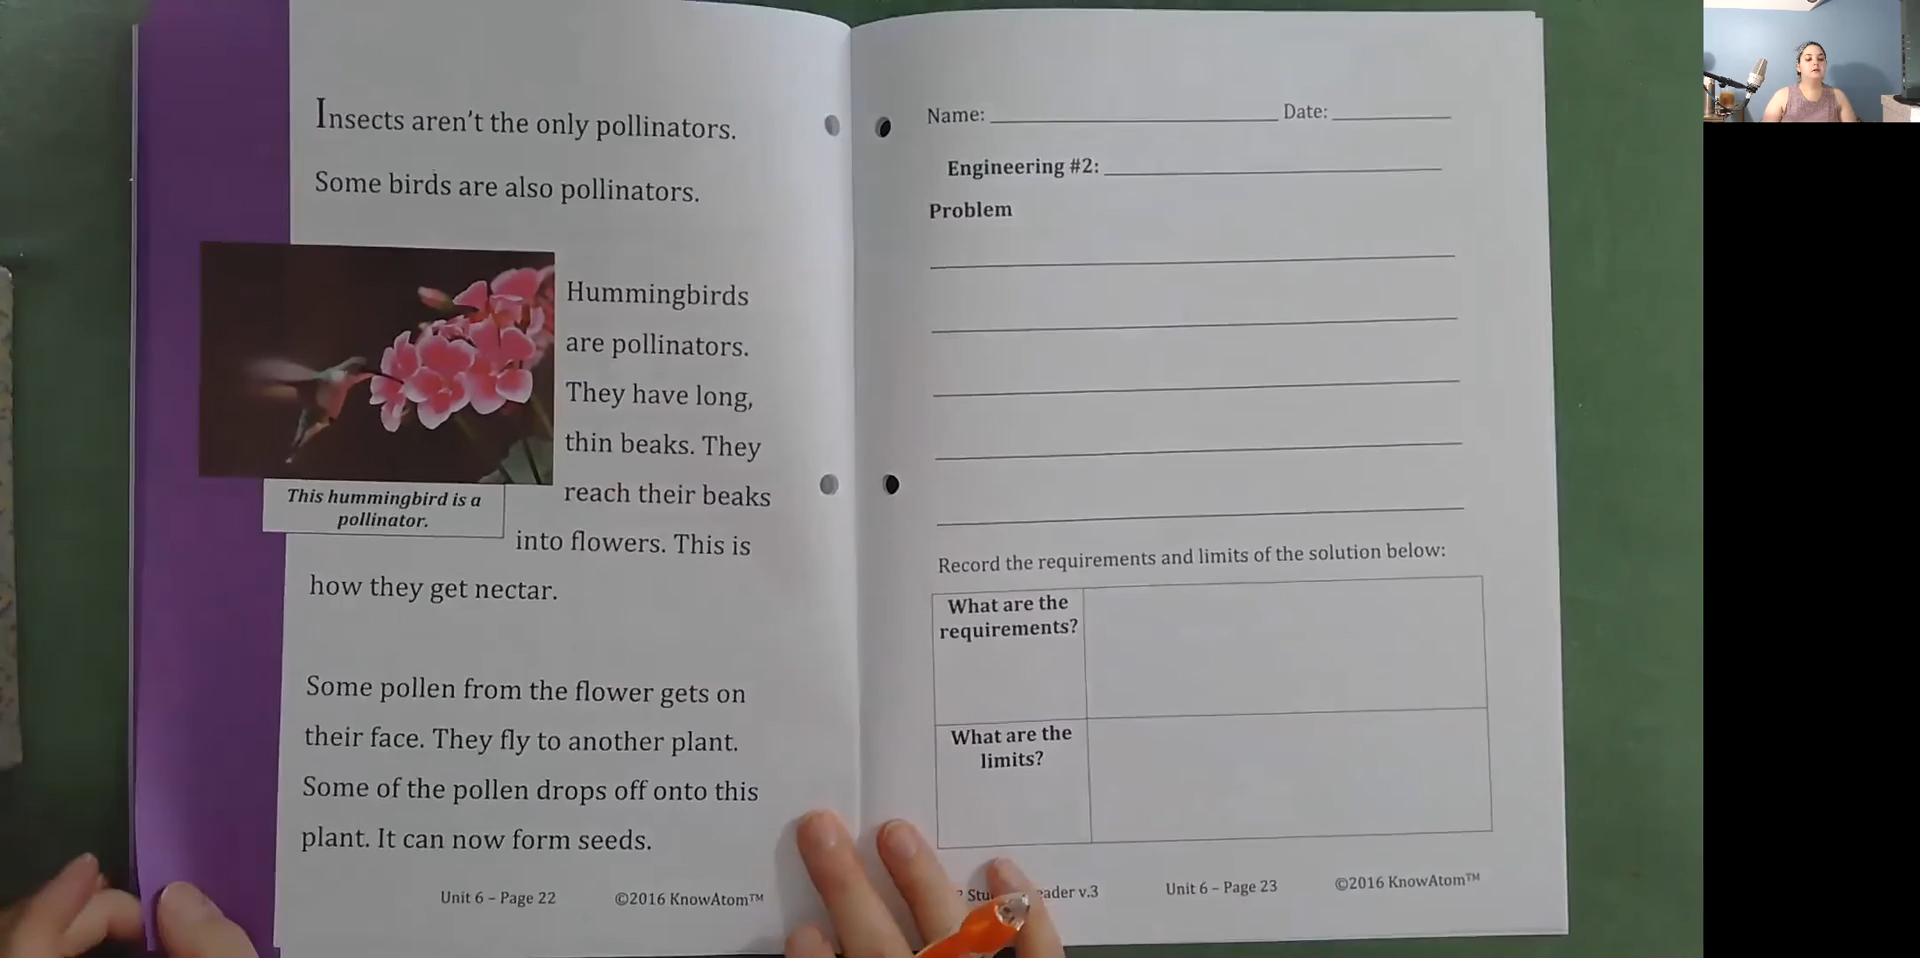 Insects aren't the only pollinators.
Some birds are also pollinators.
Hummingbirds
are pollinators.
They have long,
thin beaks. They
reach their beaks
into flowers. This is
how they get nectar.
This hummingbird is a
pollinator.
Some pollen from the flower gets on
their face. They fly to another plant.
Some of the pollen drops off onto this
plant. It can now form seeds.
Unit 6 – Page 22 ©2016 KnowAtom™
Name: Date:
Engineering #2:
Problem
Record the requirements and limits of the solution below:
What are the
requirements?
What are the
limits?
v.3 Unit 6 – Page 23 ©2016 KnowAtom™